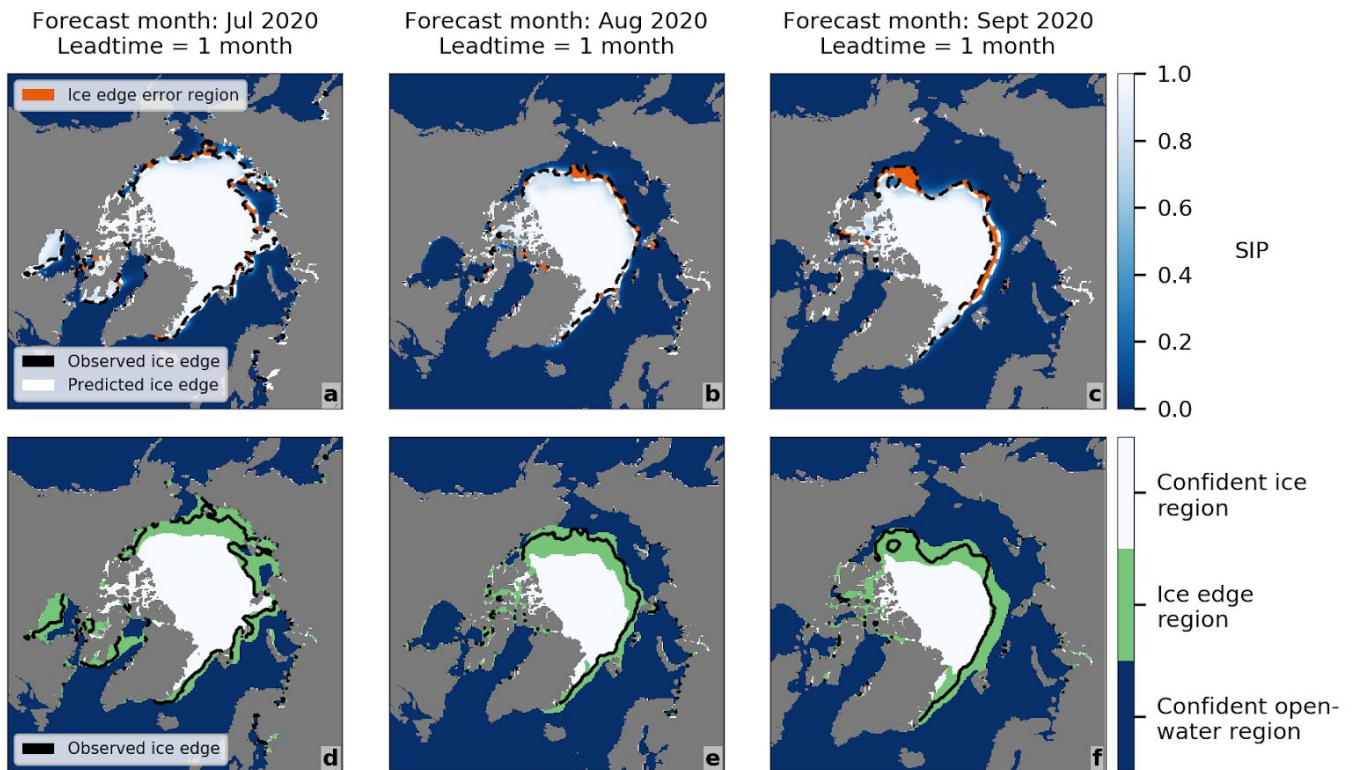 Forecast month: Jul 2020
Leadtime = 1 month
Forecast month: Aug 2020
Leadtime = 1 month
Forecast month: Sept 2020
Leadtime = 1 month
Ice edge error region
Observed ice edge
Predicted ice edge
a
b
c
1.0
0.8
0.6
0.4
0.2
0.0
SIP
Observed ice edge
d
e
f
Confident ice
region
Ice edge
region
Confident open-
water region